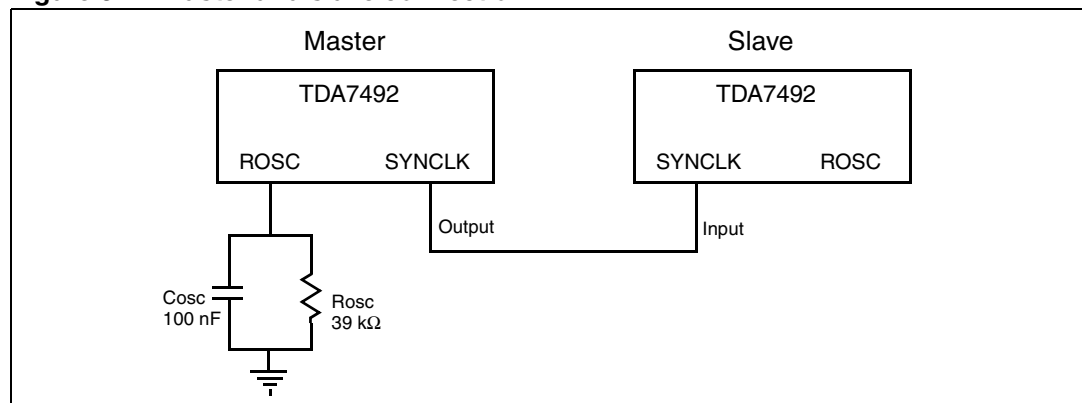 Master Slave
TDA7492 TDA7492
ROSC SYNCLK SYNCLK ROSC
Output Input
Cosc
100 nF
Rosc
39 kΩ